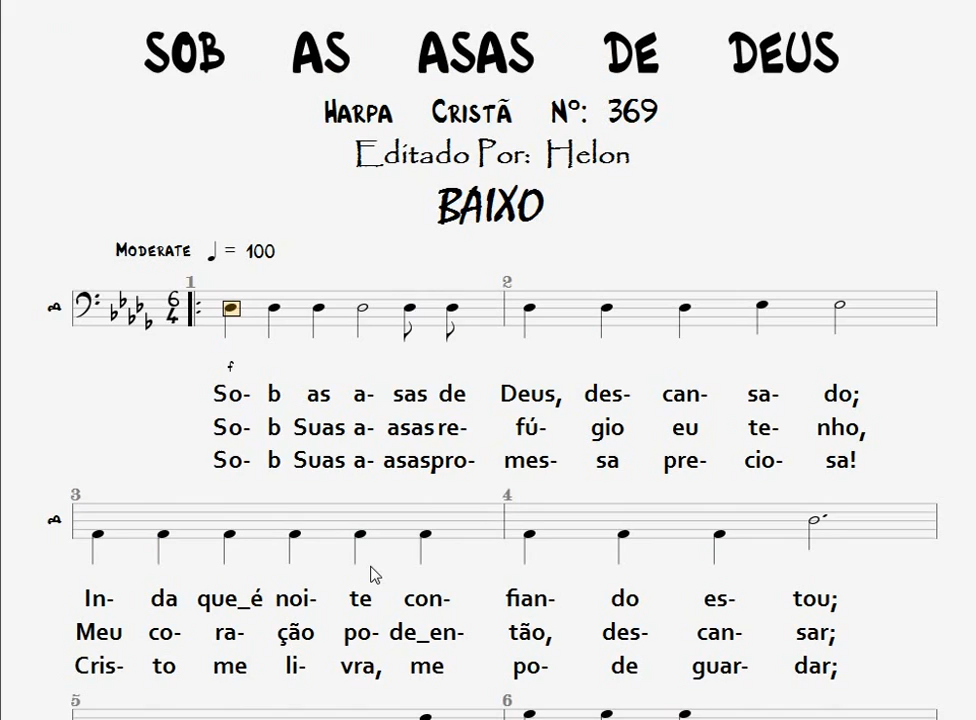 SOB AS ASAS DE DEUS
HARPA CRISTÃ Nº: 369
Editado Por: Helon
BAIXO
MODERATE ♩ = 100
1 2
B 6 4
f
So- b as a- sas de Deus, des- can- sa- do;
So- b Suas a- asas re- fú- gio eu te- nho,
So- b Suas a- asas pro- mes- sa pre- cio- sa!
3 4
B
In- da que_é noi- te con- fian- do es- tou;
Meu co- ra- ção po- de_en- tão, des- can- sar;
Cris- to me li- vra, me po- de guar- dar;
5 6